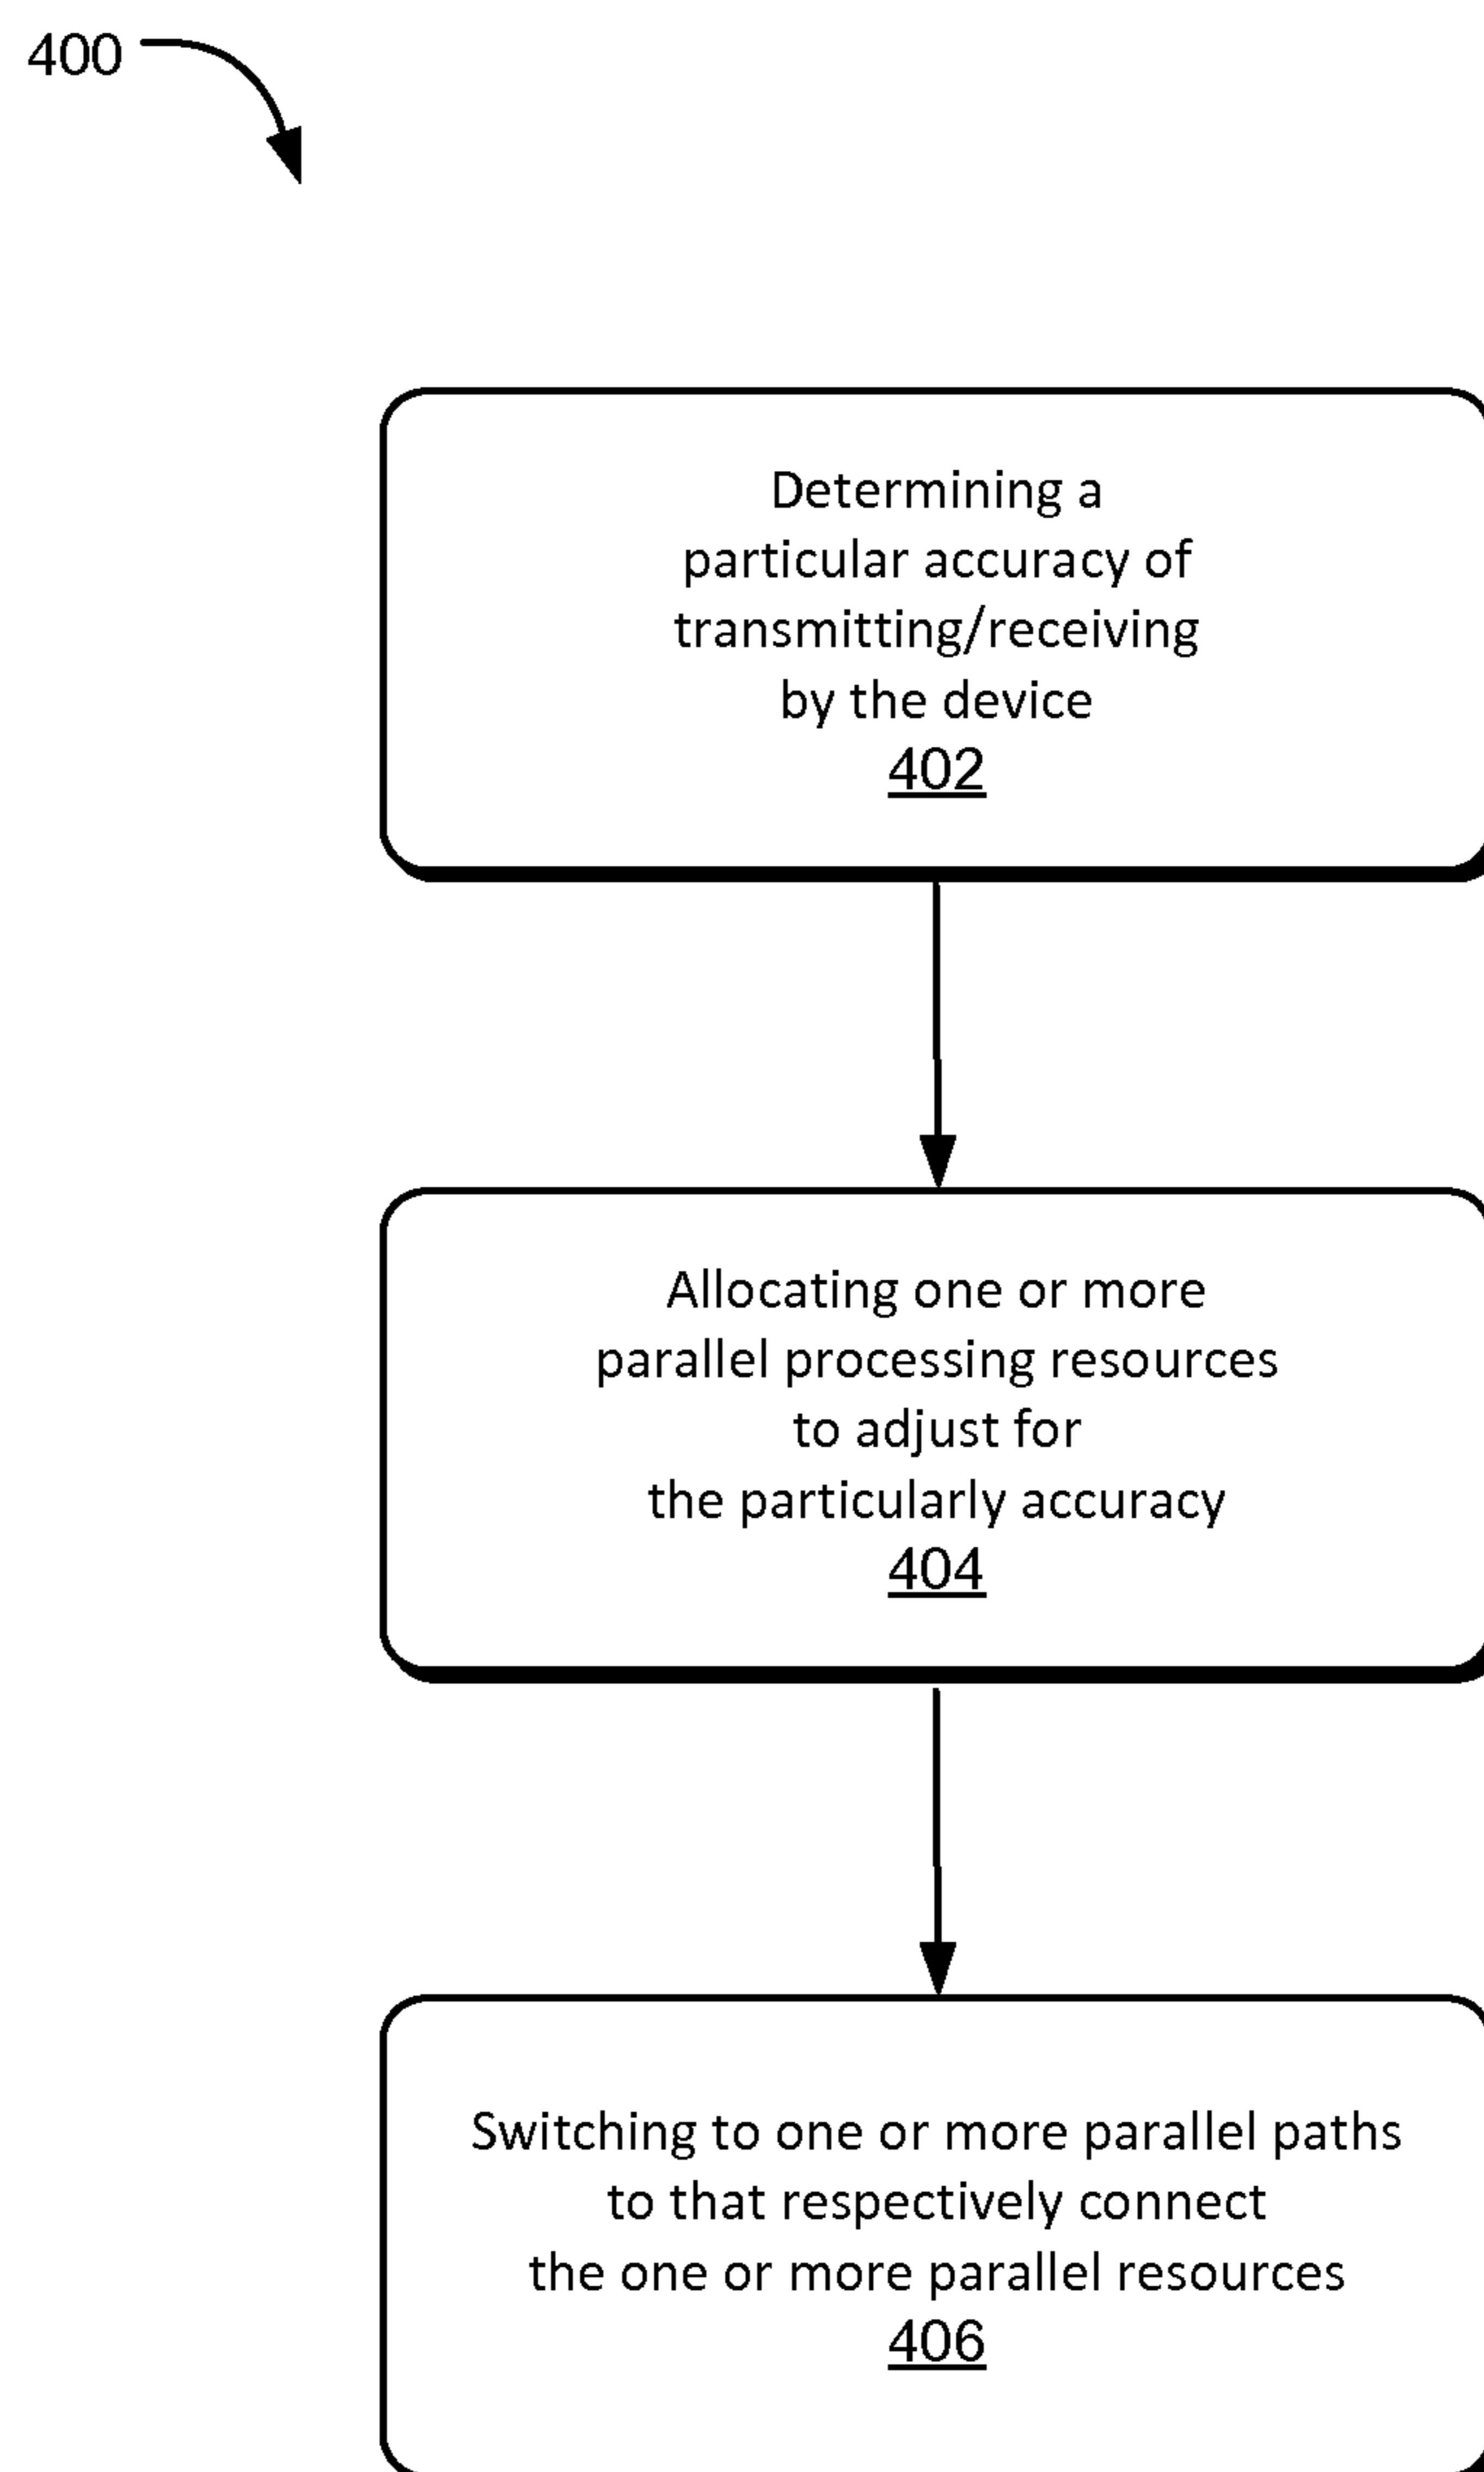 400
Determining a
particular accuracy of
transmitting/receiving
by the device
402
Allocating one or more
parallel processing resources
to adjust for
the particularly accuracy
404
Switching to one or more parallel paths
to that respectively connect
the one or more parallel resources
406